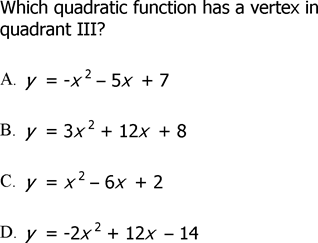 Which quadratic function has a vertex in
quadrant III?
A. y = -x² – 5x + 7
B. y = 3x² + 12x + 8
C. y = x² – 6x + 2
D. y = -2x² + 12x – 14